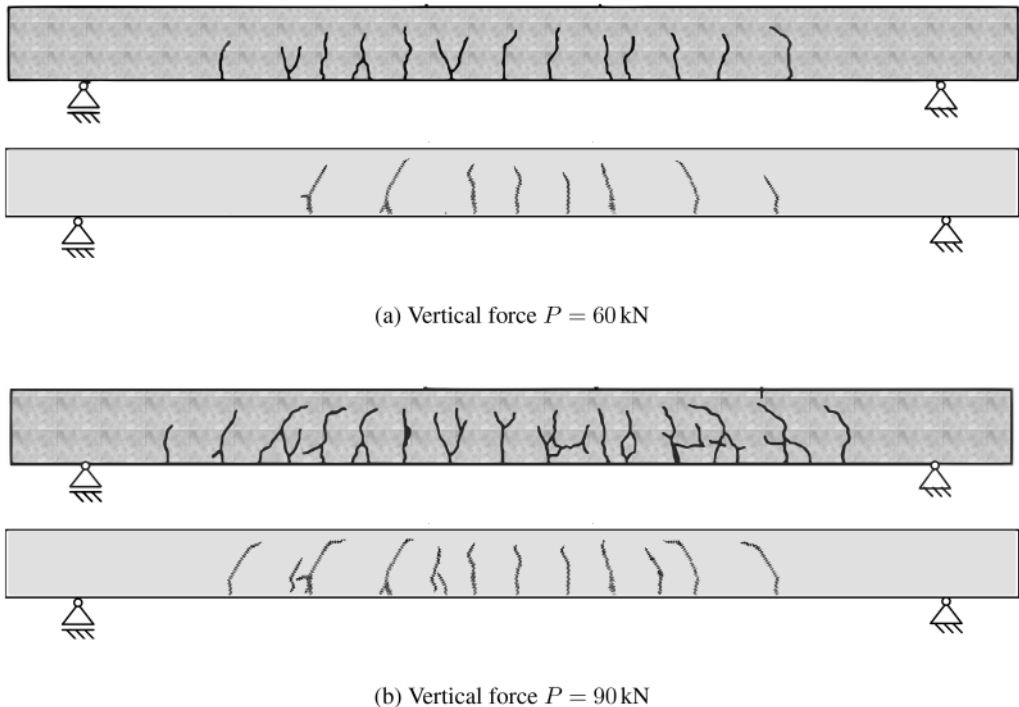 (a) Vertical force P = 60 kN
(b) Vertical force P = 90 kN